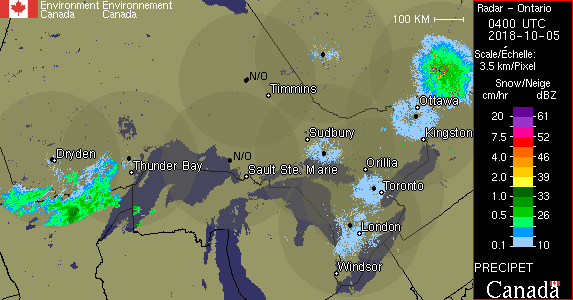 Environment Environnement
Canada Canada
100 KM
Radar - Ontario
0400 UTC
2018-10-05
Scale/Échelle:
3.5 km/Pixel
Snow/Neige
cm/hr dBZ
20 61
7.5 52
4.0 46
2.0 39
1.0 33
0.5 26
0.1 10
PRECIPET
Canada
N/O
Timmins
Ottawa
Kingston
Sudbury
Dryden
Thunder Bay
N/O
Sault Ste. Marie
Orillia
Toronto
London
Windsor